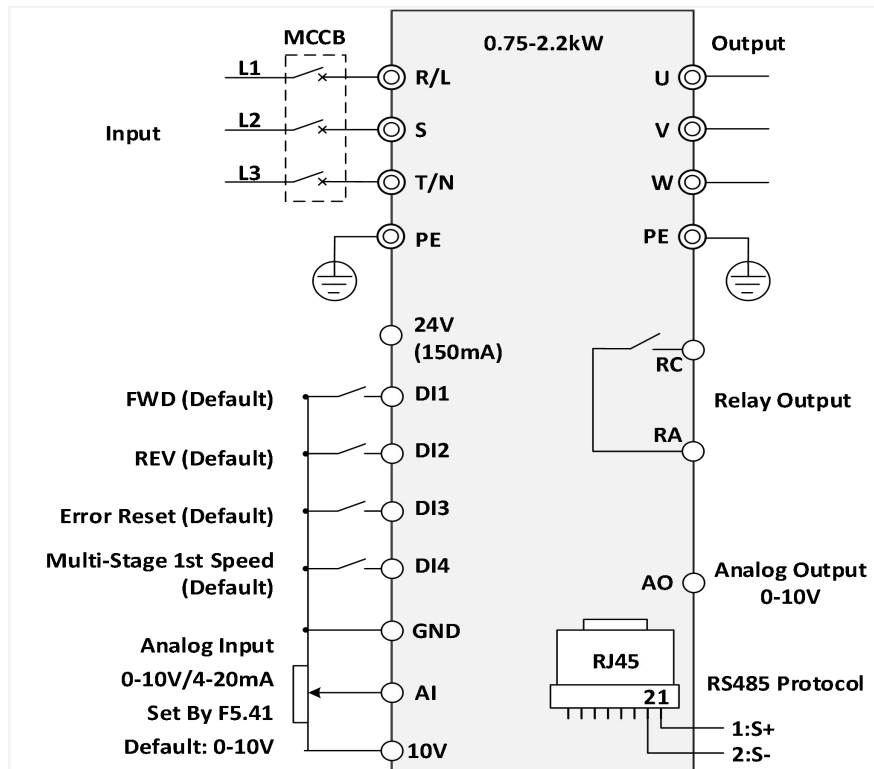 MCCB
0.75-2.2kW
Output
L1
R/L
U
Input
L2
S
V
L3
T/N
W
PE
PE
24V
(150mA)
RC
FWD (Default)
DI1
Relay Output
REV (Default)
DI2
RA
Error Reset (Default)
DI3
Multi-Stage 1st Speed
(Default)
DI4
AO
Analog Output
0-10V
GND
Analog Input
0-10V/4-20mA
Set By F5.41
Default: 0-10V
AI
10V
RJ45
21
RS485 Protocol
1:S+
2:S-